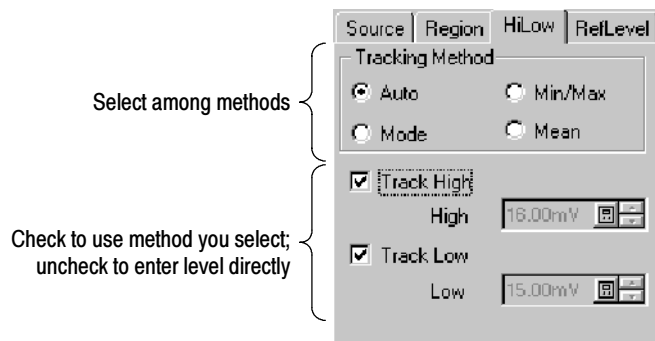 Source Region HiLow RefLevel
Tracking Method
Select among methods
Auto Min/Max
Mode Mean
Track High
High 16.00mV
Check to use method you select;
uncheck to enter level directly
Track Low
Low 15.00mV